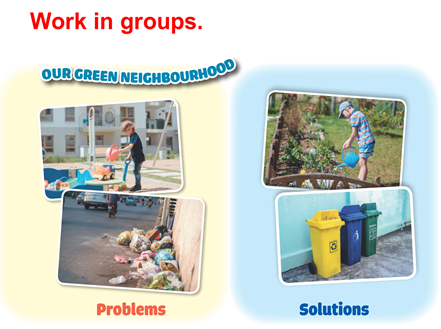 Work in groups.
OUR GREEN NEIGHBOURHOOD
Problems
Solutions